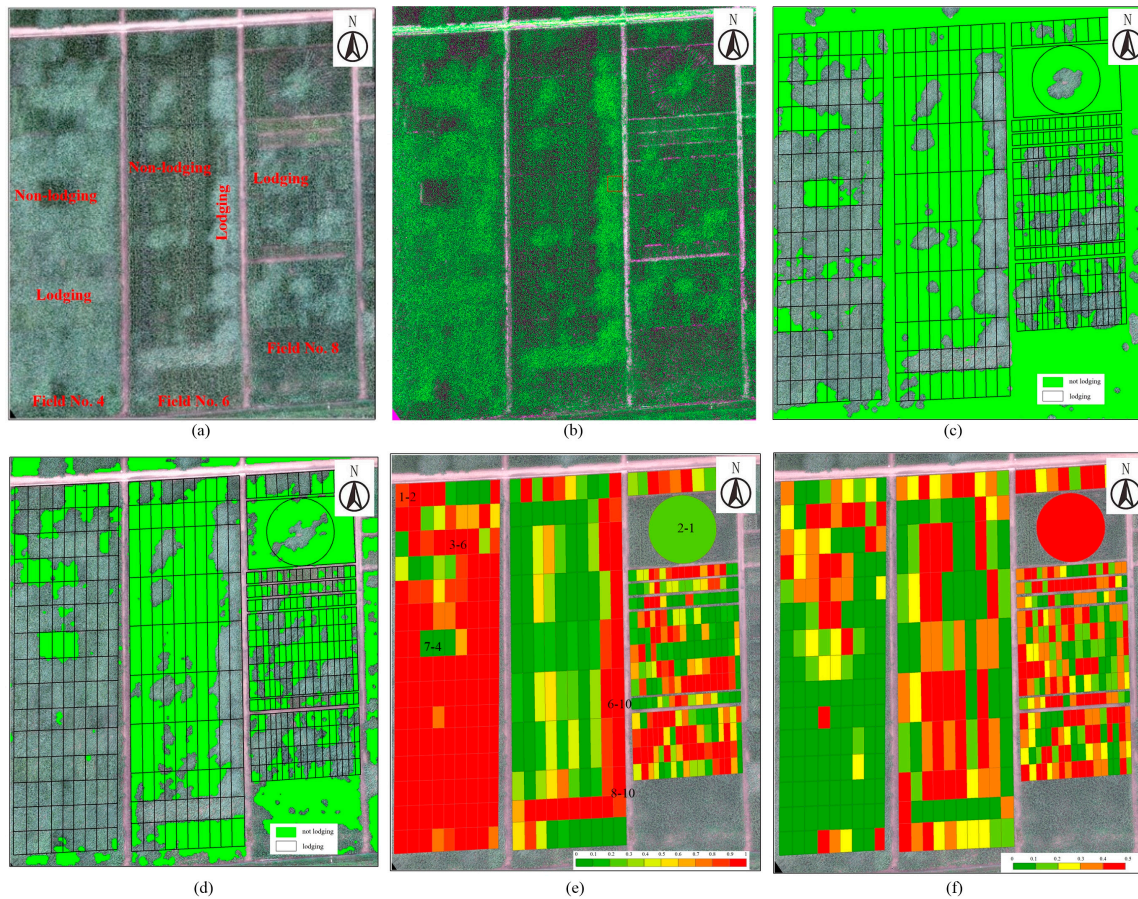 N
N
N
Non-lodging
Non-lodging
Lodging
Lodging
Lodging
Field No. 8
Field No. 4
Field No. 6
not lodging
lodging
(a)
(b)
(c)
N
N
N
1-2
3-6
2-1
7-4
6-10
8-10
not lodging
lodging
0 0.1 0.2 0.3 0.4 0.5 0.6 0.7 0.8 0.9 1
0 0.1 0.2 0.3 0.4 0.5
(d)
(e)
(f)